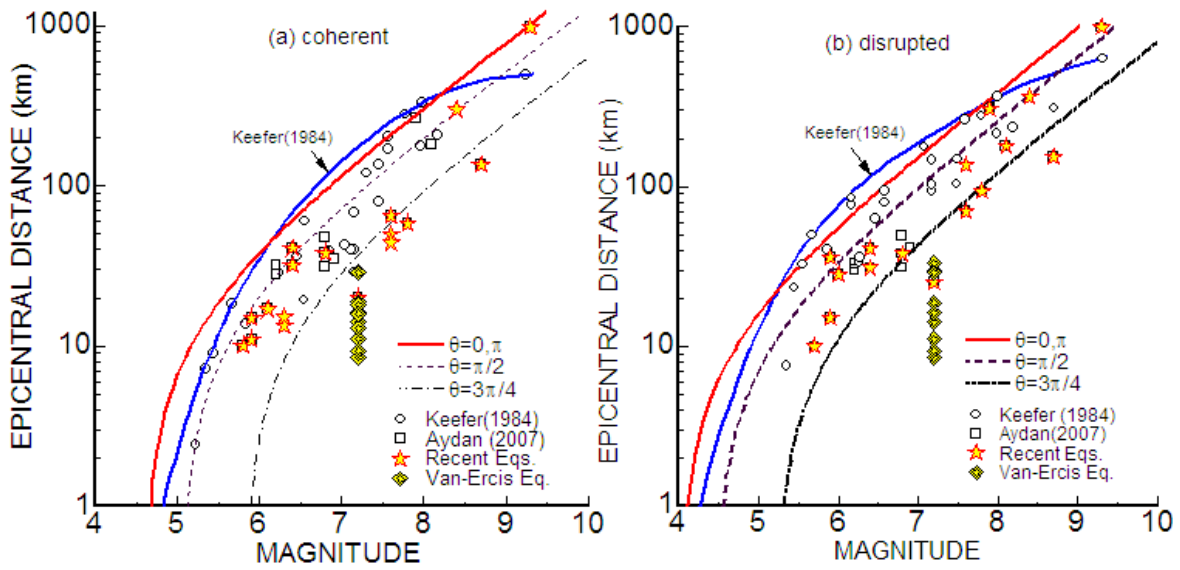 (a) coherent
Keefer(1984)
EPICENTRAL DISTANCE (km)
1000
100
10
1
θ=0,π
θ=π/2
θ=3π/4
Keefer(1984)
Aydan (2007)
Recent Eqs.
Van-Ercis Eq.
4 5 6 7 8 9 10
MAGNITUDE
(b) disrupted
Keefer(1984)
EPICENTRAL DISTANCE (km)
1000
100
10
1
θ=0,π
θ=π/2
θ=3π/4
Keefer (1984)
Aydan(2007)
Recent Eqs.
Van-Ercis Eq.
4 5 6 7 8 9 10
MAGNITUDE